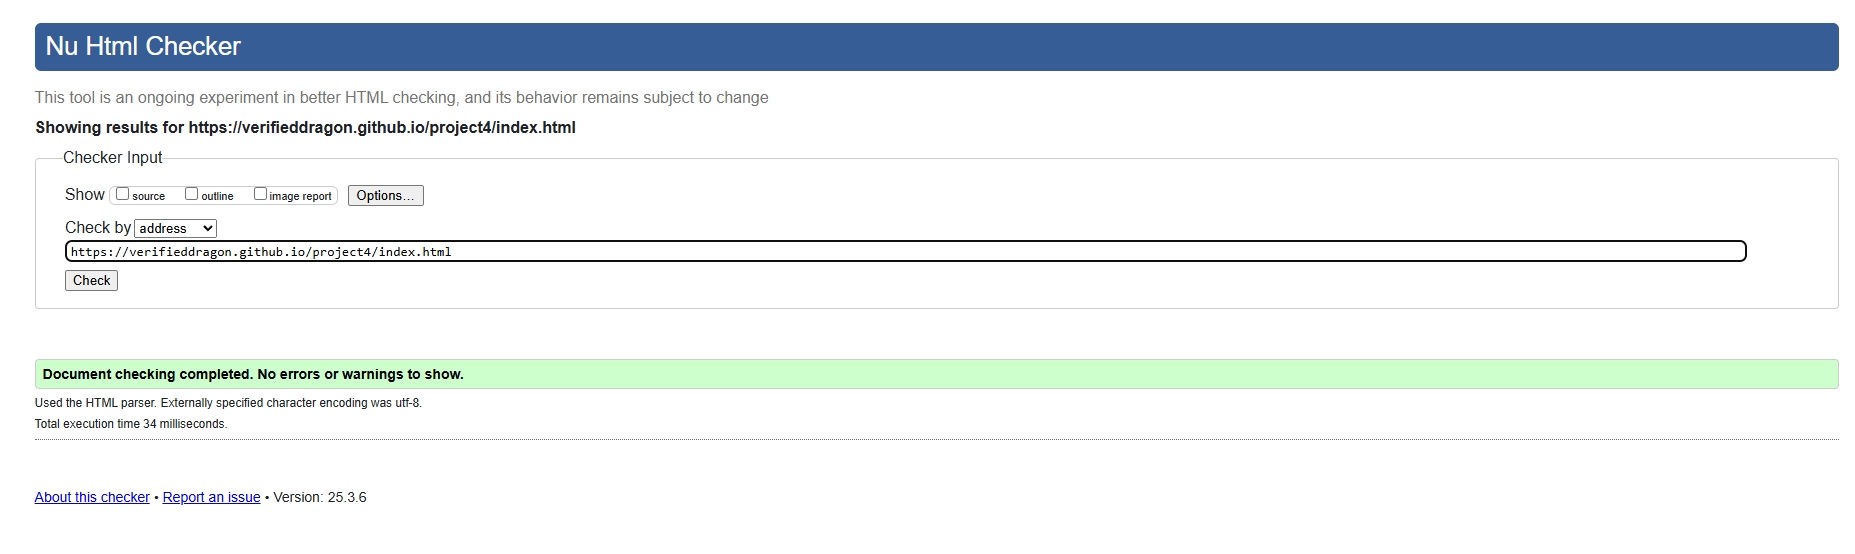 Nu Html Checker
This tool is an ongoing experiment in better HTML checking, and its behavior remains subject to change
Showing results for https://verifieddragon.github.io/project4/index.html
Checker Input
Show source outline image report Options...
Check by address
https://verifieddragon.github.io/project4/index.html
Check
Document checking completed. No errors or warnings to show.
Used the HTML parser. Externally specified character encoding was utf-8.
Total execution time 34 milliseconds.
About this checker • Report an issue • Version: 25.3.6